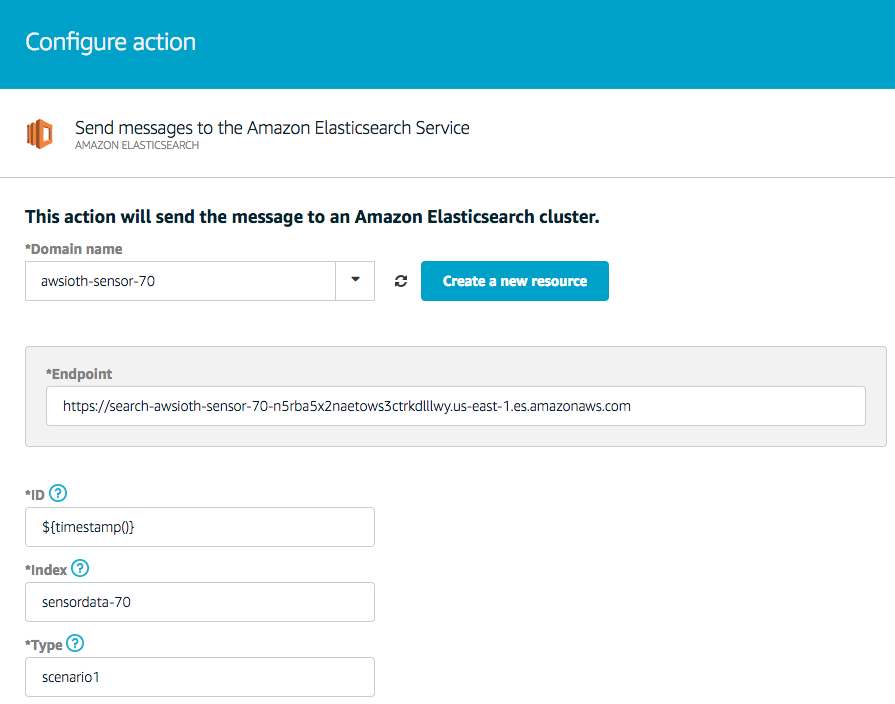 Configure action
Send messages to the Amazon Elasticsearch Service
AMAZON ELASTICSEARCH
This action will send the message to an Amazon Elasticsearch cluster.
*Domain name
awsioth-sensor-70
Create a new resource
*Endpoint
https://search-awsioth-sensor-70-n5rba5x2naetows3ctrkdlllwy.us-east-1.es.amazonaws.com
*ID ?
${timestamp()}
*Index ?
sensordata-70
*Type ?
scenario1